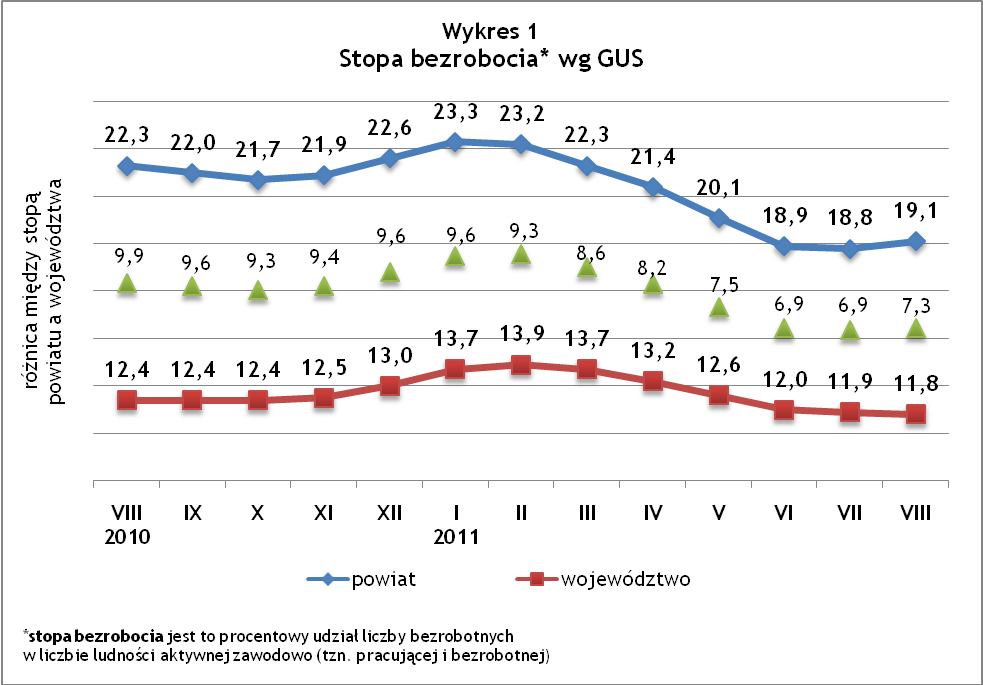 Wykres 1
Stopa bezrobocia* wg GUS
różnica między stopą
powiatu a województwa
22,3 22,0 21,7 21,9 22,6 23,3 23,2 22,3 21,4 20,1 18,9 18,8 19,1
9,9 9,6 9,3 9,4 9,6 9,6 9,3 8,6 8,2 7,5 6,9 6,9 7,3
12,4 12,4 12,4 12,5 13,0 13,7 13,9 13,7 13,2 12,6 12,0 11,9 11,8
VIII IX X XI XII I II III IV V VI VII VIII
2010 2011
powiat województwo
*stopa bezrobocia jest to procentowy udział liczby bezrobotnych
w liczbie ludności aktywnej zawodowo (tzn. pracującej i bezrobotnej)